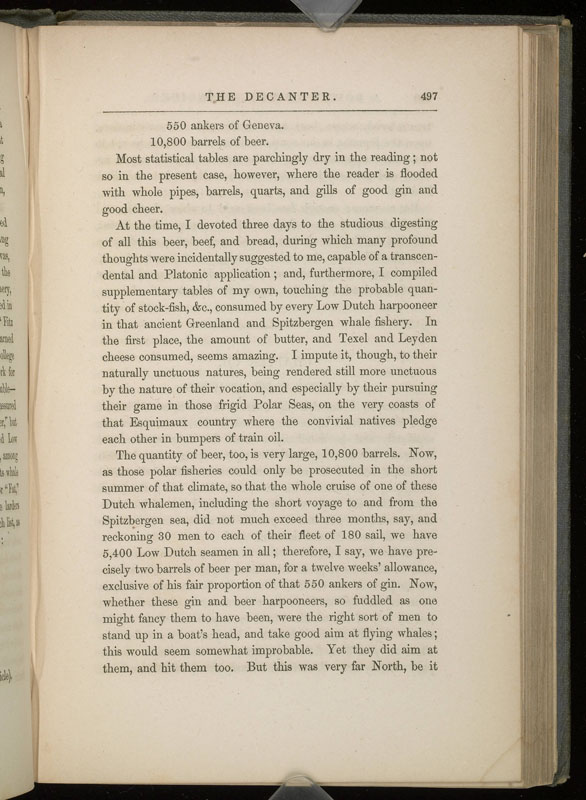 THE DECANTER. 497
550 ankers of Geneva.
10,800 barrels of beer.
Most statistical tables are parchingly dry in the reading; not
so in the present case, however, where the reader is flooded
with whole pipes, barrels, quarts, and gills of good gin and
good cheer.
At the time, I devoted three days to the studious digesting
of all this beer, beef, and bread, during which many profound
thoughts were incidentally suggested to me, capable of a transcen-
dental and Platonic application; and, furthermore, I compiled
supplementary tables of my own, touching the probable quan-
tity of stock-fish, &c., consumed by every Low Dutch harpooneer
in that ancient Greenland and Spitzbergen whale fishery. In
the first place, the amount of butter, and Texel and Leyden
cheese consumed, seems amazing. I impute it, though, to their
naturally unctuous natures, being rendered still more unctuous
by the nature of their vocation, and especially by their pursuing
their game in those frigid Polar Seas, on the very coasts of
that Esquimaux country where the convivial natives pledge
each other in bumpers of train oil.
The quantity of beer, too, is very large, 10,800 barrels. Now,
as those polar fisheries could only be prosecuted in the short
summer of that climate, so that the whole cruise of one of these
Dutch whalemen, including the short voyage to and from the
Spitzbergen sea, did not much exceed three months, say, and
reckoning 30 men to each of their fleet of 180 sail, we have
5,400 Low Dutch seamen in all; therefore, I say, we have pre-
cisely two barrels of beer per man, for a twelve weeks' allowance,
exclusive of his fair proportion of that 550 ankers of gin. Now,
whether these gin and beer harpooneers, so fuddled as one
might fancy them to have been, were the right sort of men to
stand up in a boat's head, and take good aim at flying whales;
this would seem somewhat improbable. Yet they did aim at
them, and hit them too. But this was very far North, be it